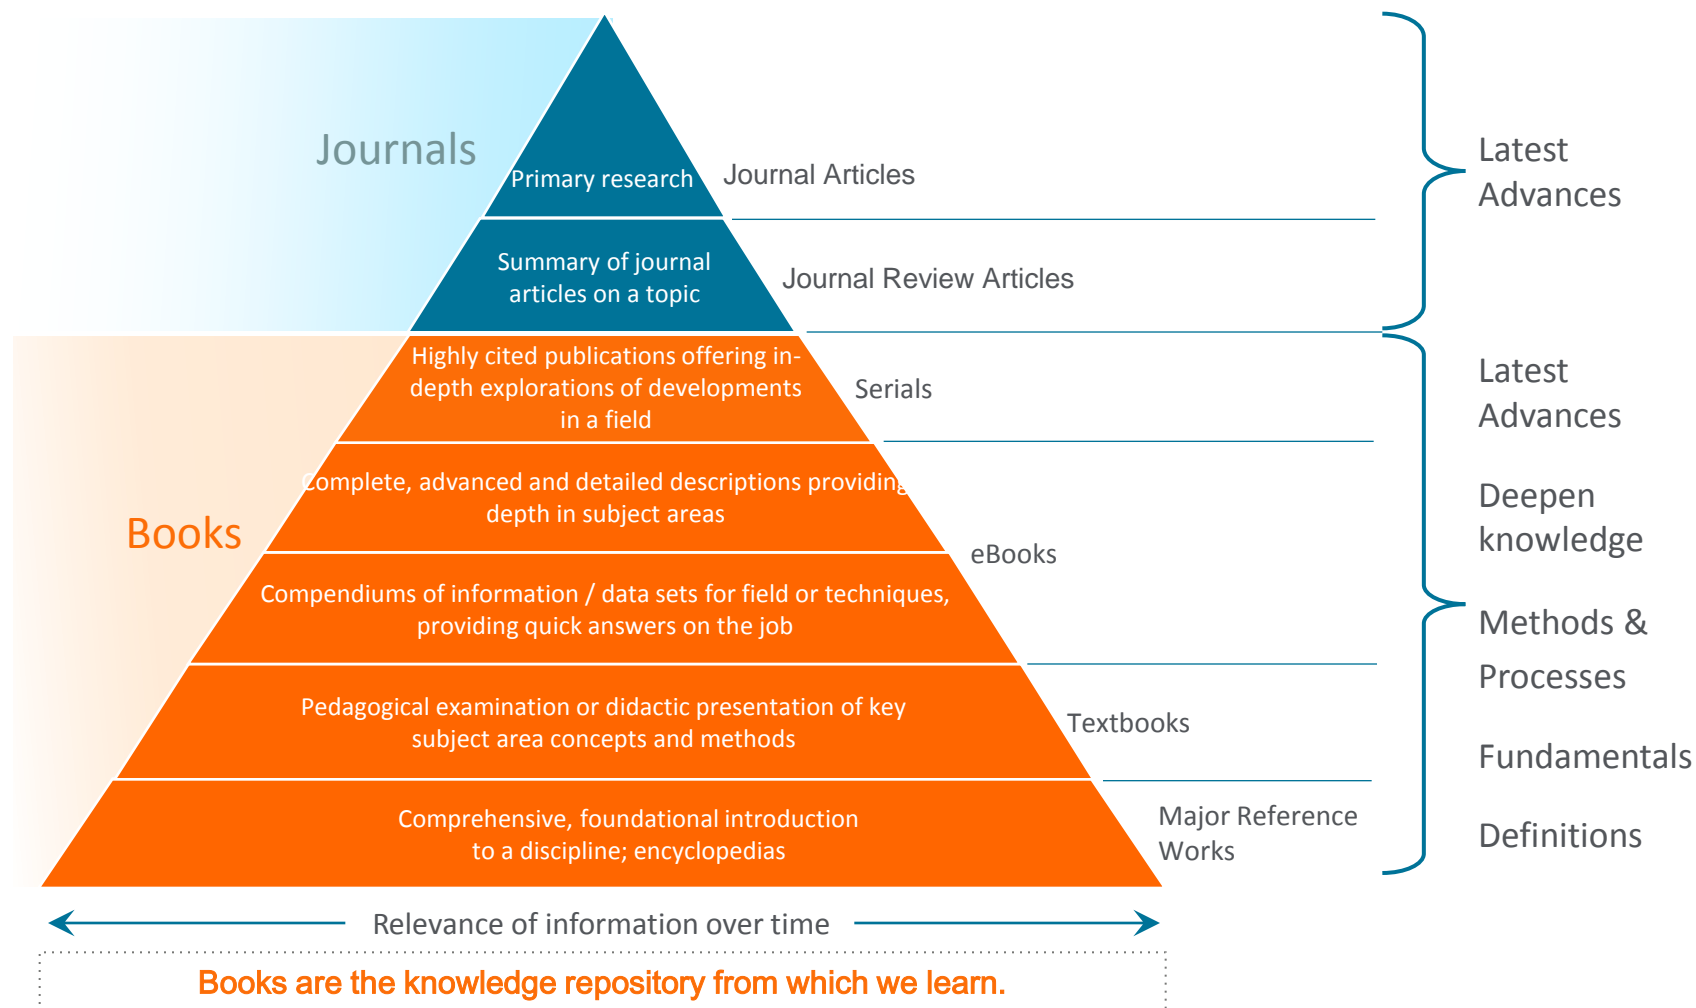 Journals
Primary research
Journal Articles
Latest
Advances
Summary of journal
articles on a topic
Journal Review Articles
Books
Highly cited publications offering in-
depth explorations of developments
in a field
Serials
Complete, advanced and detailed descriptions providing
depth in subject areas
eBooks
Compendiums of information / data sets for field or techniques,
providing quick answers on the job
Pedagogical examination or didactic presentation of key
subject area concepts and methods
Textbooks
Comprehensive, foundational introduction
to a discipline; encyclopedias
Major Reference
Works
Latest
Advances
Deepen
knowledge
Methods &
Processes
Fundamentals
Definitions
Relevance of information over time
Books are the knowledge repository from which we learn.